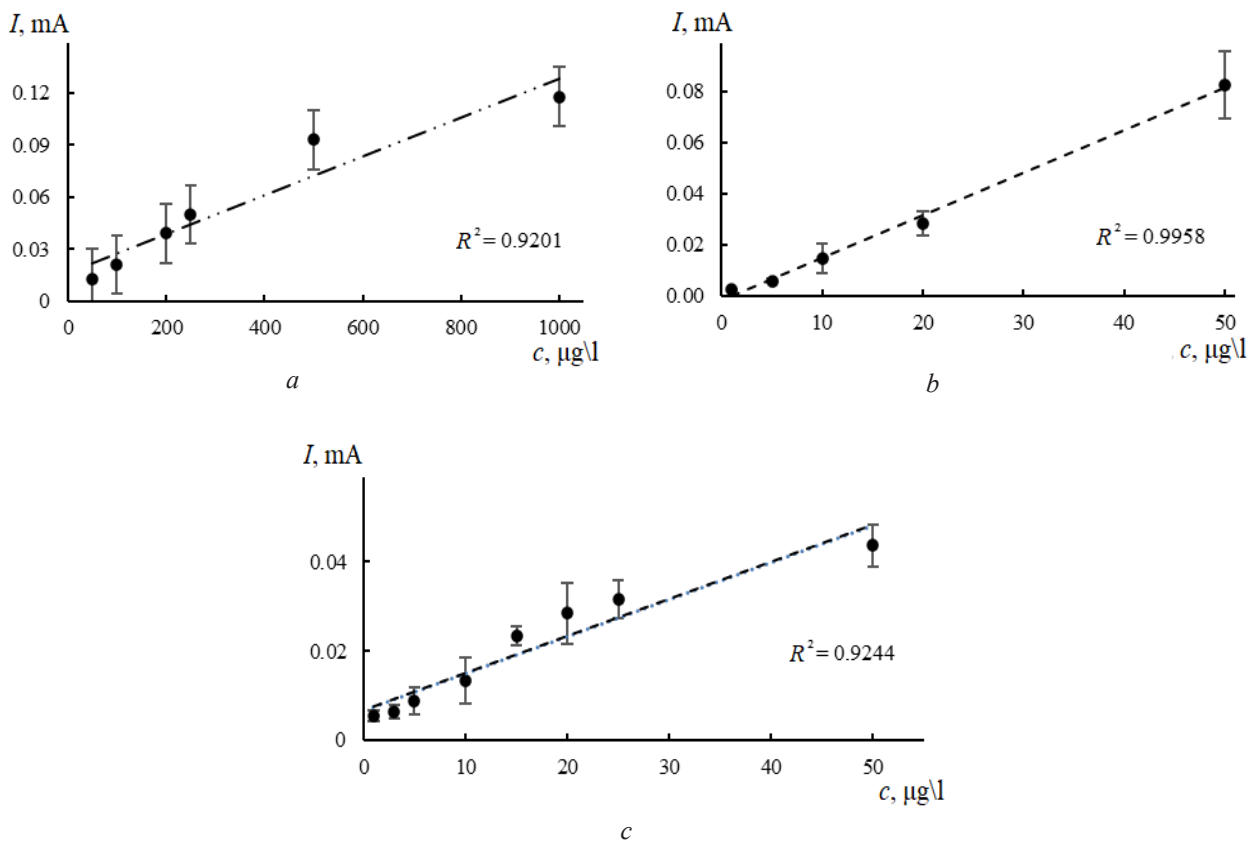 I, mA
0.12
0.09
0.06
0.03
0
0 200 400 600 800 1000
c, µg\l
R² = 0.9201
a
I, mA
0.08
0.06
0.04
0.02
0.00
0 10 20 30 40 50
c, µg\l
R² = 0.9958
b
I, mA
0.04
0.02
0
0 10 20 30 40 50
c, µg\l
R² = 0.9244
c